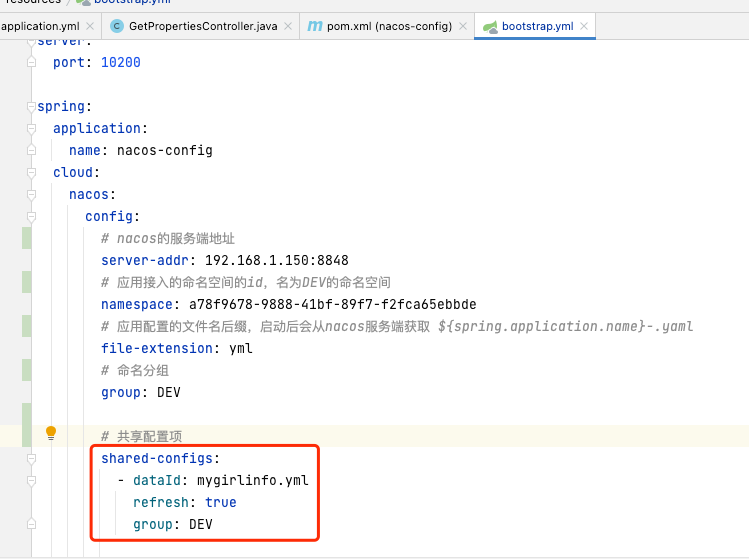 resources / bootstrap.yml
application.yml × GetPropertiesController.java × pom.xml (nacos-config) × bootstrap.yml ×
server:
port: 10200
spring:
application:
name: nacos-config
cloud:
nacos:
config:
# nacos的服务端地址
server-addr: 192.168.1.150:8848
# 应用接入的命名空间的id，名为DEV的命名空间
namespace: a78f9678-9888-41bf-89f7-f2fca65ebbde
# 应用配置的文件名后缀，启动后会从nacos服务端获取 ${spring.application.name}-.yaml
file-extension: yml
# 命名分组
group: DEV
# 共享配置项
shared-configs:
- dataId: mygirlinfo.yml
refresh: true
group: DEV